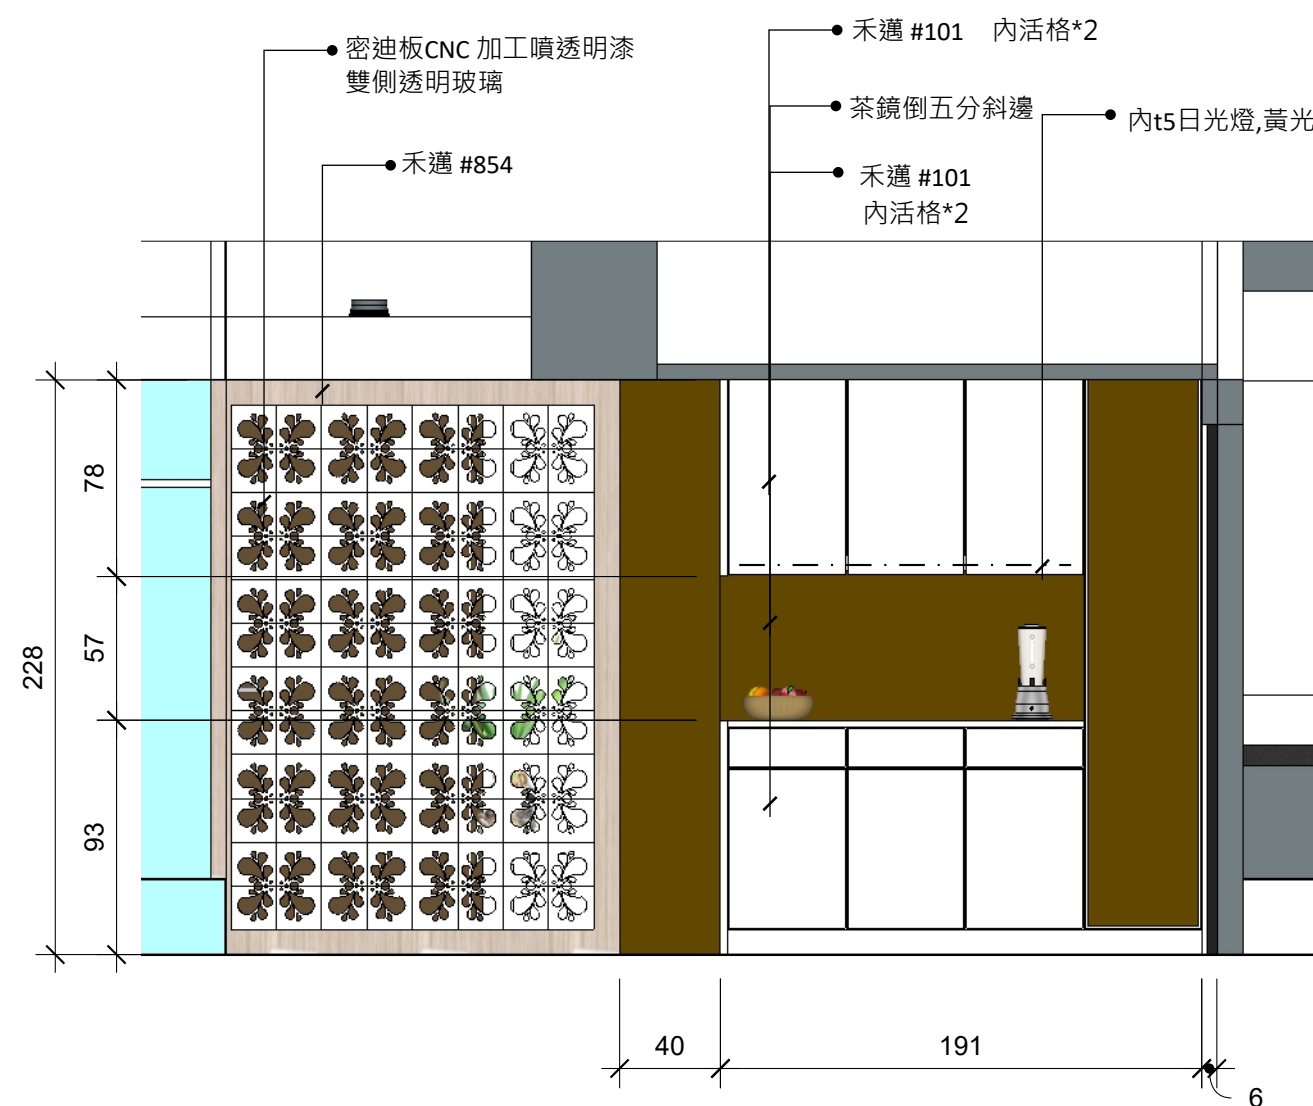 禾邁 #101 內活格*2
密迪板CNC 加工噴透明漆
雙側透明玻璃
茶鏡倒五分斜邊
內t5日光燈,黃光
禾邁 #854
禾邁 #101
內活格*2
78
57
228
93
40
191
6